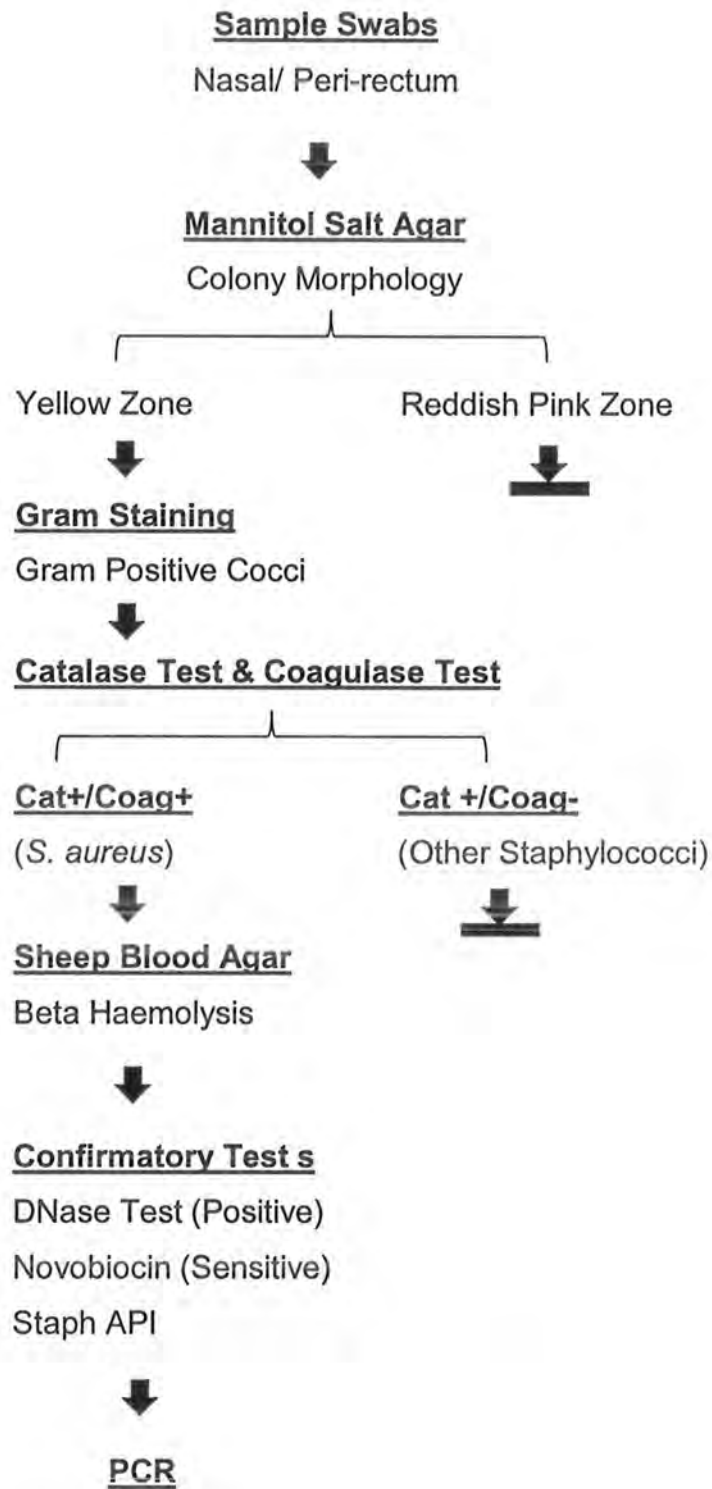 Sample Swabs
Nasal/ Peri-rectum
Mannitol Salt Agar
Colony Morphology
Yellow Zone
Reddish Pink Zone
Gram Staining
Gram Positive Cocci
Catalase Test & Coagulase Test
Cat+/Coag+
Cat +/Coag-
(S. aureus)
(Other Staphylococci)
Sheep Blood Agar
Beta Haemolysis
Confirmatory Test s
DNase Test (Positive)
Novobiocin (Sensitive)
Staph API
PCR